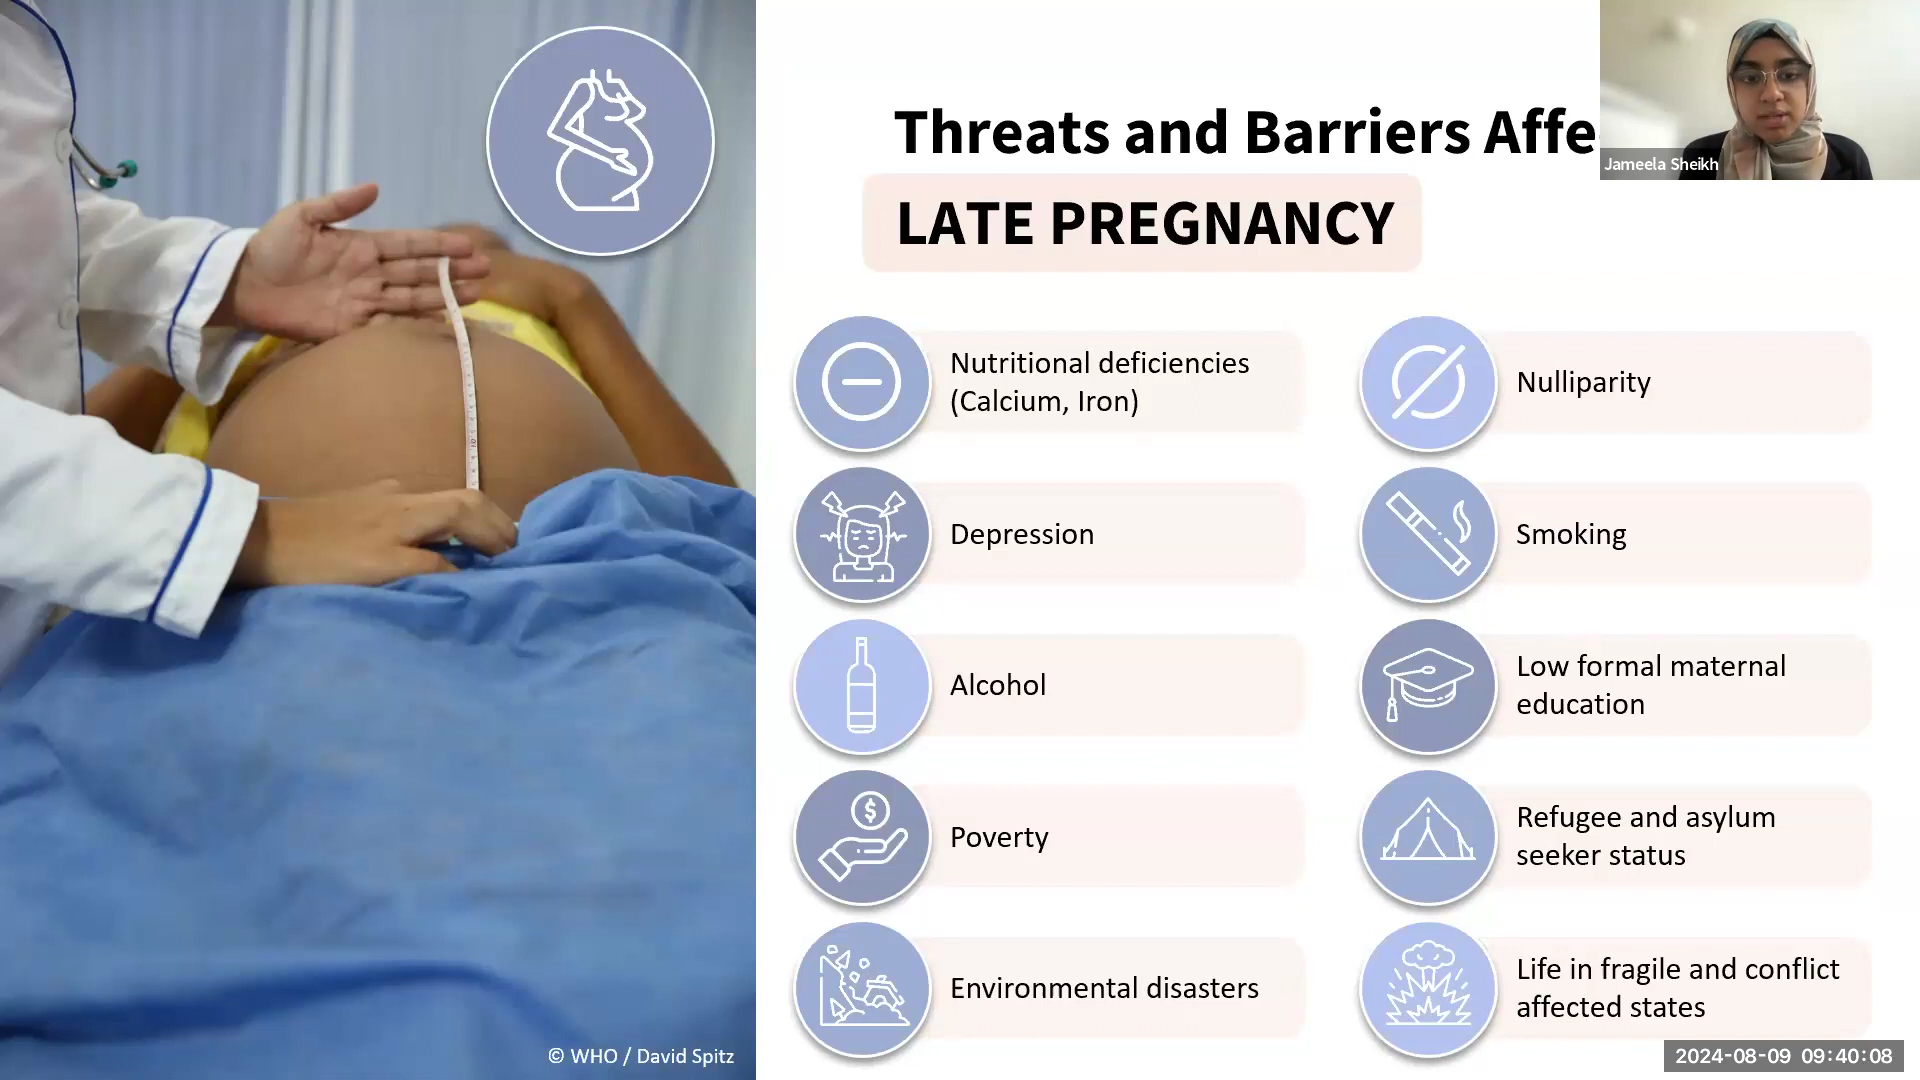 Threats and Barriers Affe
LATE PREGNANCY
Jameela Sheikh
Nutritional deficiencies
(Calcium, Iron)
Depression
Alcohol
Poverty
Environmental disasters
Nulliparity
Smoking
Low formal maternal
education
Refugee and asylum
seeker status
Life in fragile and conflict
affected states
© WHO / David Spitz
2024-08-09 09:40:08